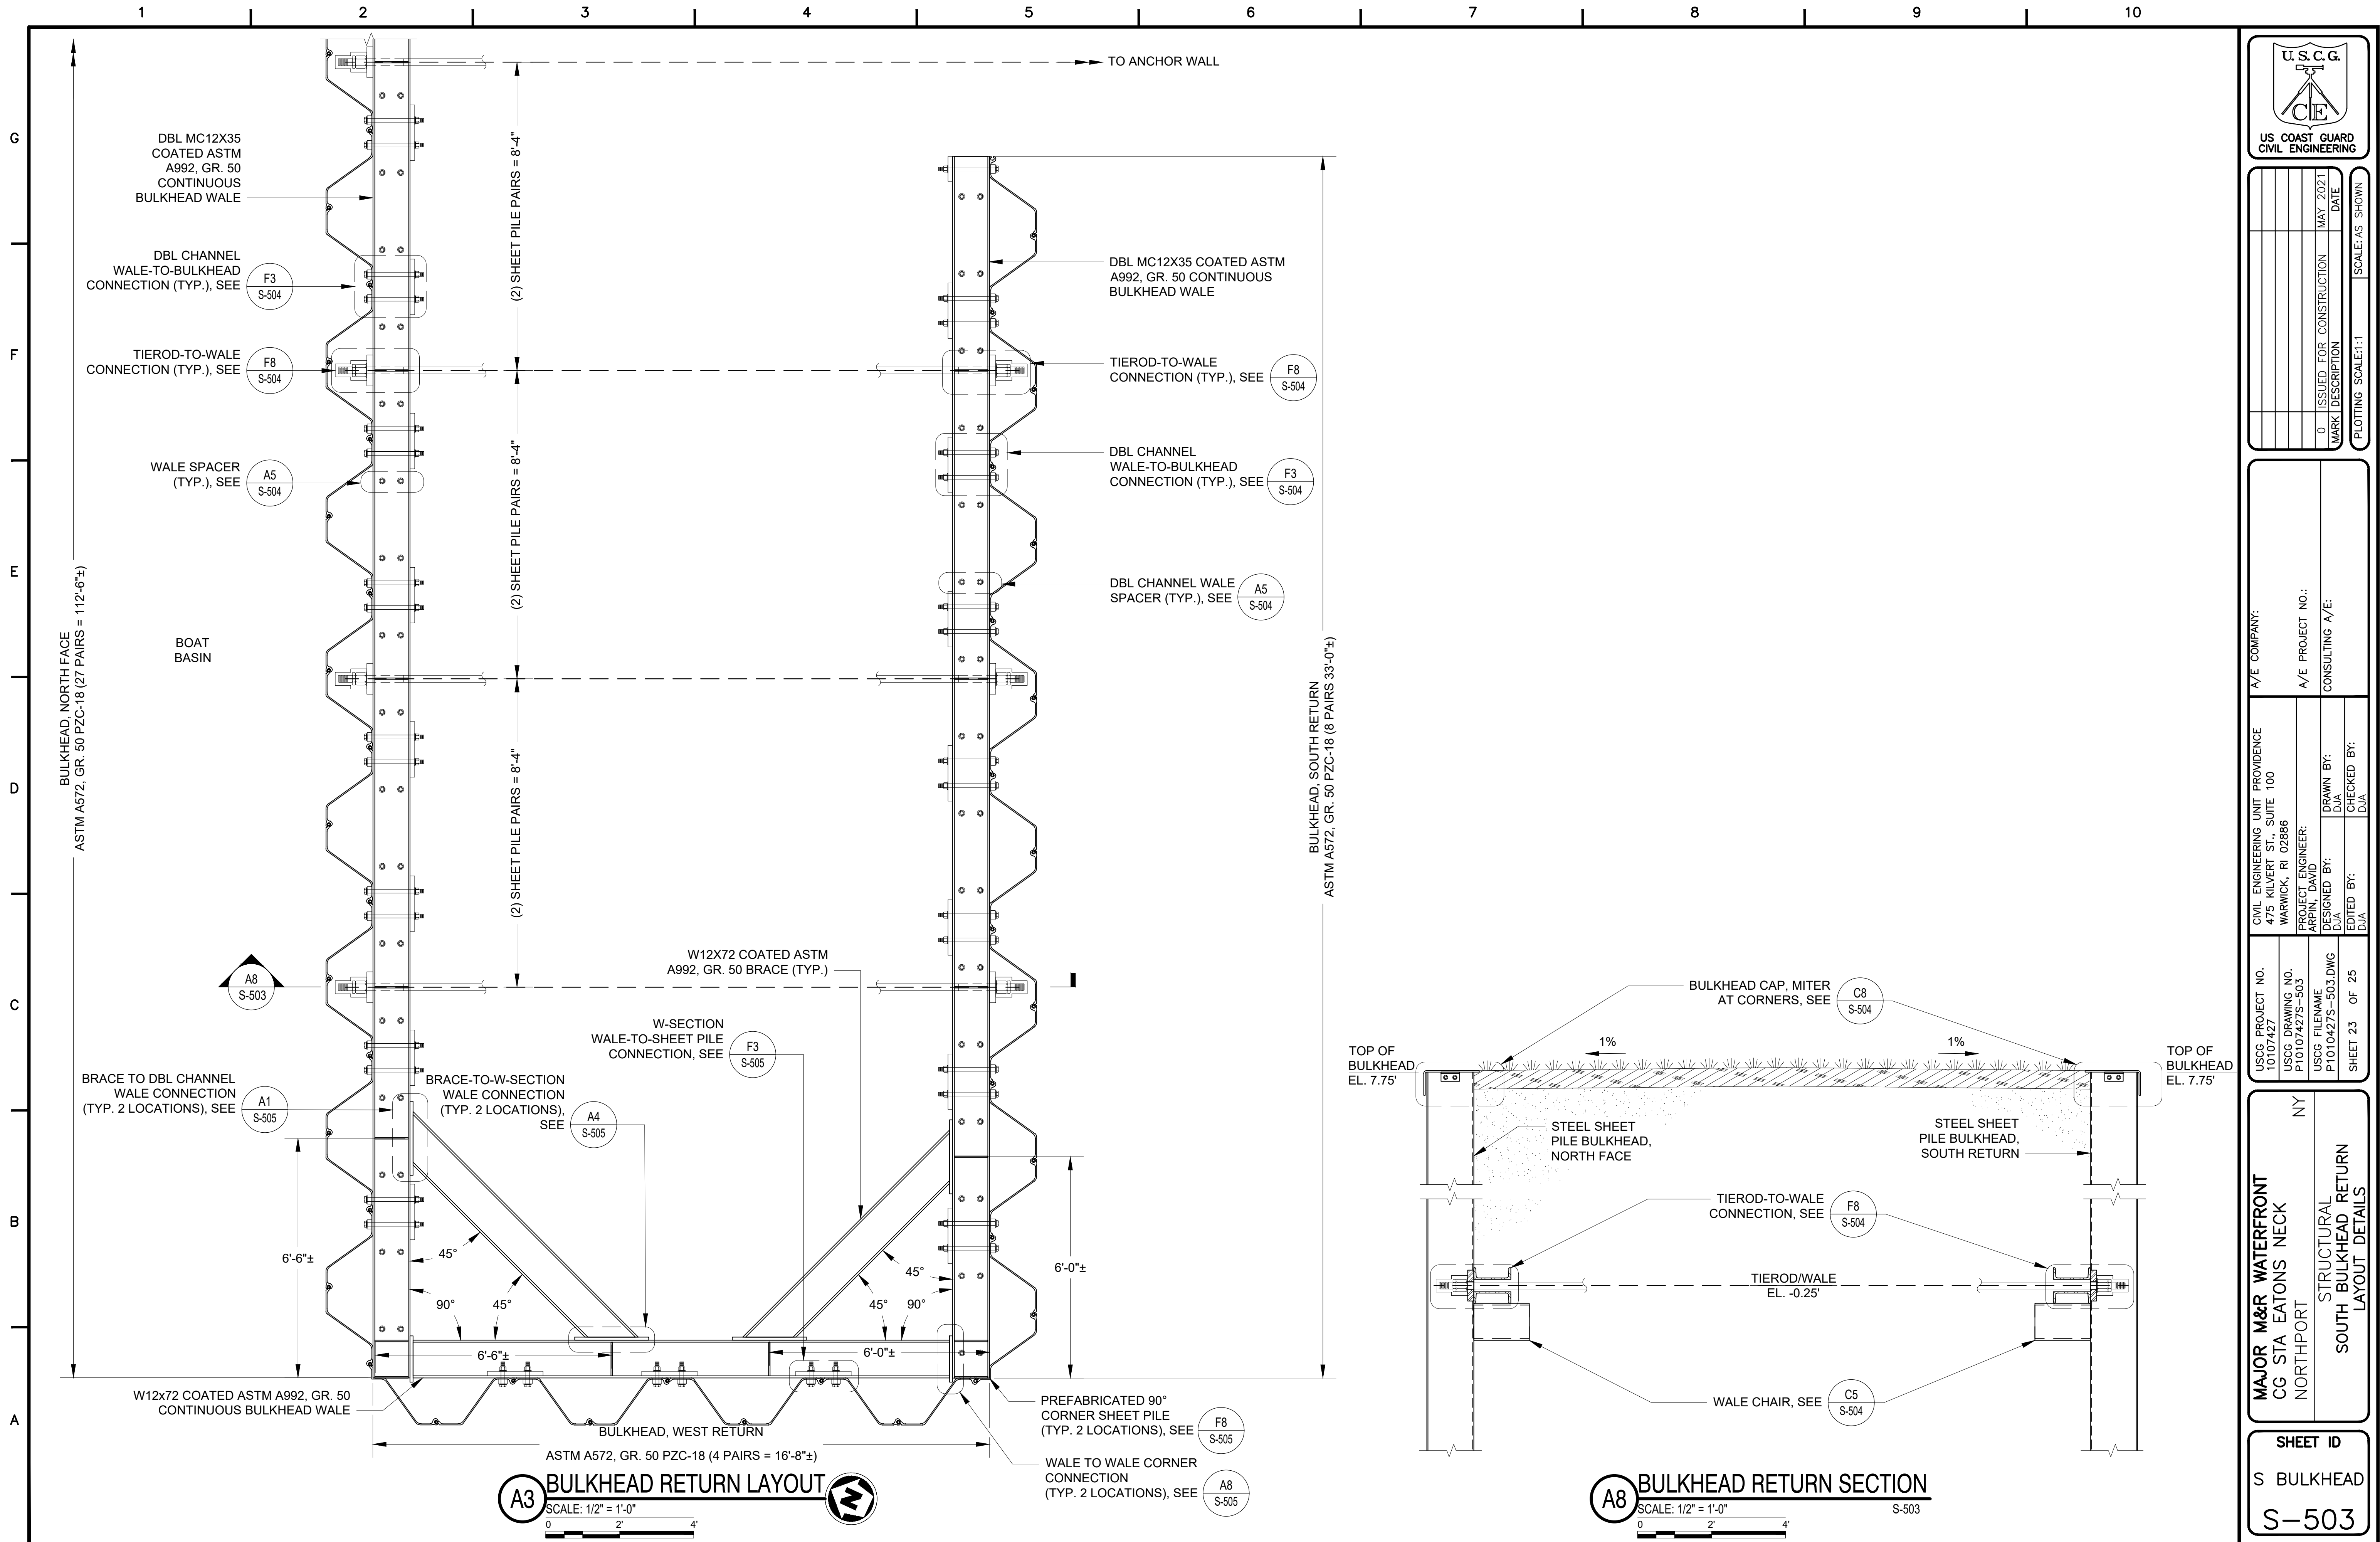 1 2 3 4 5 6 7 8 9 10
G
F
E
D
C
B
A
TO ANCHOR WALL
DBL MC12X35
COATED ASTM
A992, GR. 50
CONTINUOUS
BULKHEAD WALE
DBL CHANNEL
WALE-TO-BULKHEAD
CONNECTION (TYP.), SEE
F3
S-504
TIEROD-TO-WALE
CONNECTION (TYP.), SEE
F8
S-504
WALE SPACER
(TYP.), SEE
A5
S-504
BOAT
BASIN
BULKHEAD, NORTH FACE
ASTM A572, GR. 50 PZC-18 (27 PAIRS = 112'-6"±)
(2) SHEET PILE PAIRS = 8'-4"
(2) SHEET PILE PAIRS = 8'-4"
(2) SHEET PILE PAIRS = 8'-4"
DBL MC12X35 COATED ASTM
A992, GR. 50 CONTINUOUS
BULKHEAD WALE
TIEROD-TO-WALE
CONNECTION (TYP.), SEE
F8
S-504
DBL CHANNEL
WALE-TO-BULKHEAD
CONNECTION (TYP.), SEE
F3
S-504
DBL CHANNEL WALE
SPACER (TYP.), SEE
A5
S-504
BULKHEAD, SOUTH RETURN
ASTM A572, GR. 50 PZC-18 (8 PAIRS 33'-0"±)
A8
S-503
W12X72 COATED ASTM
A992, GR. 50 BRACE (TYP.)
W-SECTION
WALE-TO-SHEET PILE
CONNECTION, SEE
F3
S-505
BRACE TO DBL CHANNEL
WALE CONNECTION
(TYP. 2 LOCATIONS), SEE
A1
S-505
BRACE-TO-W-SECTION
WALE CONNECTION
(TYP. 2 LOCATIONS),
SEE
A4
S-505
6'-6"±
45°
90°
45°
45°
45°
90°
6'-0"±
6'-6"±
6'-0"±
W12x72 COATED ASTM A992, GR. 50
CONTINUOUS BULKHEAD WALE
BULKHEAD, WEST RETURN
ASTM A572, GR. 50 PZC-18 (4 PAIRS = 16'-8"±)
PREFABRICATED 90°
CORNER SHEET PILE
(TYP. 2 LOCATIONS), SEE
F8
S-505
WALE TO WALE CORNER
CONNECTION
(TYP. 2 LOCATIONS), SEE
A8
S-505
A3
BULKHEAD RETURN LAYOUT
N
SCALE: 1/2" = 1'-0"
0 2' 4'
BULKHEAD CAP, MITER
AT CORNERS, SEE
C8
S-504
TOP OF
BULKHEAD
EL. 7.75'
1%
1%
TOP OF
BULKHEAD
EL. 7.75'
STEEL SHEET
PILE BULKHEAD,
NORTH FACE
STEEL SHEET
PILE BULKHEAD,
SOUTH RETURN
TIEROD-TO-WALE
CONNECTION, SEE
F8
S-504
TIEROD/WALE
EL. -0.25'
WALE CHAIR, SEE
C5
S-504
A8
BULKHEAD RETURN SECTION
SCALE: 1/2" = 1'-0"
S-503
0 2' 4'
U.S.C.G.
CE
US COAST GUARD
CIVIL ENGINEERING
0 ISSUED FOR CONSTRUCTION MAY 2021
MARK DESCRIPTION DATE
PLOTTING SCALE:1:1 SCALE: AS SHOWN
A/E COMPANY:
A/E PROJECT NO.:
CONSULTING A/E:
CIVIL ENGINEERING UNIT PROVIDENCE
475 KILVERT ST., SUITE 100
WARWICK, RI 02886
PROJECT ENGINEER:
ARPIN, DAVID
DESIGNED BY:
DJA
DRAWN BY:
DJA
EDITED BY:
DJA
CHECKED BY:
DJA
USCG PROJECT NO.
10107427
USCG DRAWING NO.
P10107427S-503
USCG FILENAME
P1010427S-503.DWG
SHEET 23 OF 25
MAJOR M&R WATERFRONT
CG STA EATONS NECK
NORTHPORT NY
STRUCTURAL
SOUTH BULKHEAD RETURN
LAYOUT DETAILS
SHEET ID
S BULKHEAD
S-503